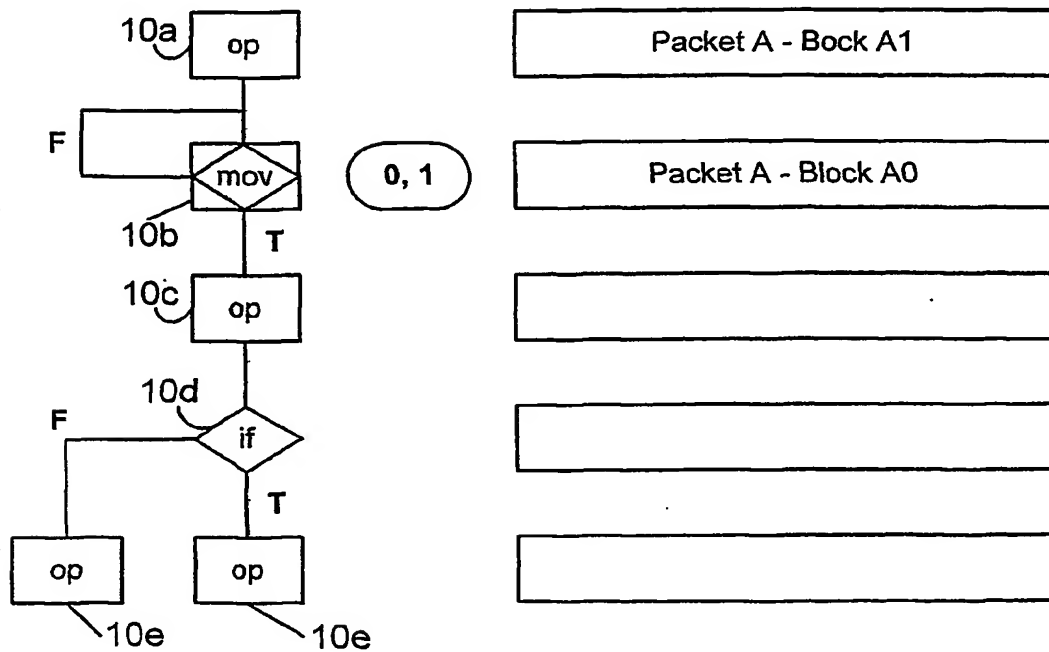 10a
op
Packet A - Bock A1
F
mov
0, 1
Packet A - Block A0
10b
T
10c
op
10d
F
if
T
op
op
10e
10e